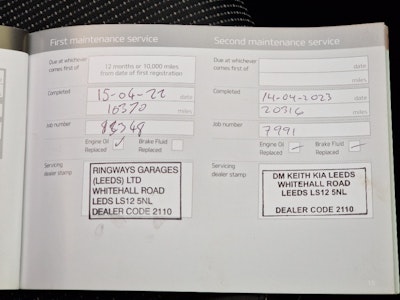 First maintenance service
Due at whichever comes first of
12 months or 10,000 miles
from date of first registration
Completed
15-04-22 date
10370 miles
Job number
Engine Oil Replaced ✓ Brake Fluid Replaced
Servicing dealer stamp
RINGWAYS GARAGES
(LEEDS) LTD
WHITEHALL ROAD
LEEDS LS12 5NL
DEALER CODE 2110
Second maintenance service
Due at whichever comes first of
date
miles
Completed
14-04-2023 date
20316 miles
Job number
7991
Engine Oil Replaced Brake Fluid Replaced
Servicing dealer stamp
DM KEITH KIA LEEDS
WHITEHALL ROAD
LEEDS LS12 5NL
DEALER CODE 2110